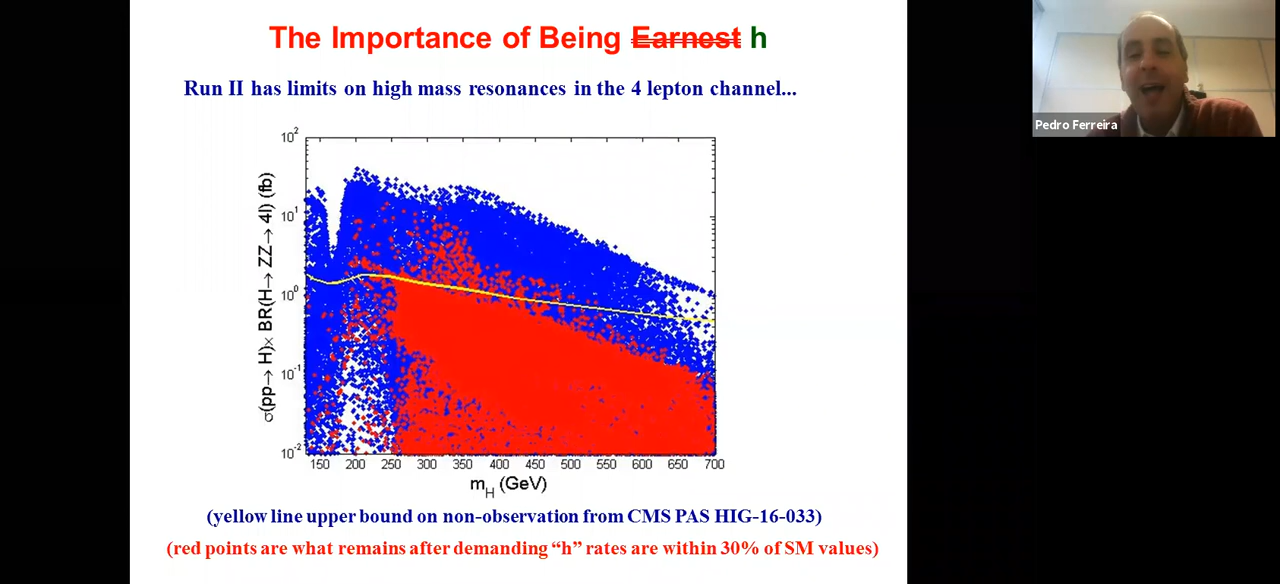 The Importance of Being Earnest h
Run II has limits on high mass resonances in the 4 lepton channel...
Pedro Ferreira
σ(pp→ H)× BR(H→ ZZ→ 4l) (fb)
10²
10¹
10⁰
10⁻¹
10⁻²
150 200 250 300 350 400 450 500 550 600 650 700
m_H (GeV)
(yellow line upper bound on non-observation from CMS PAS HIG-16-033)
(red points are what remains after demanding “h” rates are within 30% of SM values)